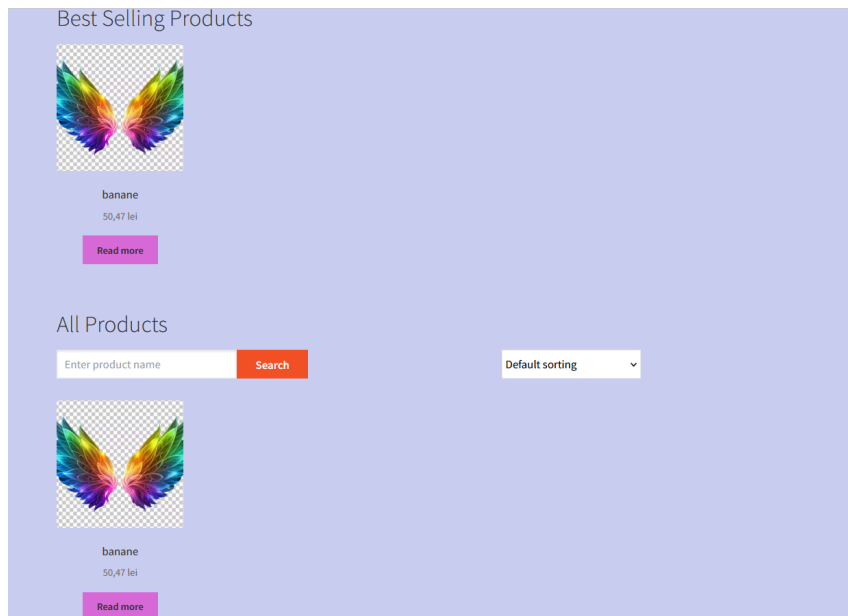 Best Selling Products
banane
50,47 lei
Read more
All Products
Enter product name
Search
Default sorting
banane
50,47 lei
Read more